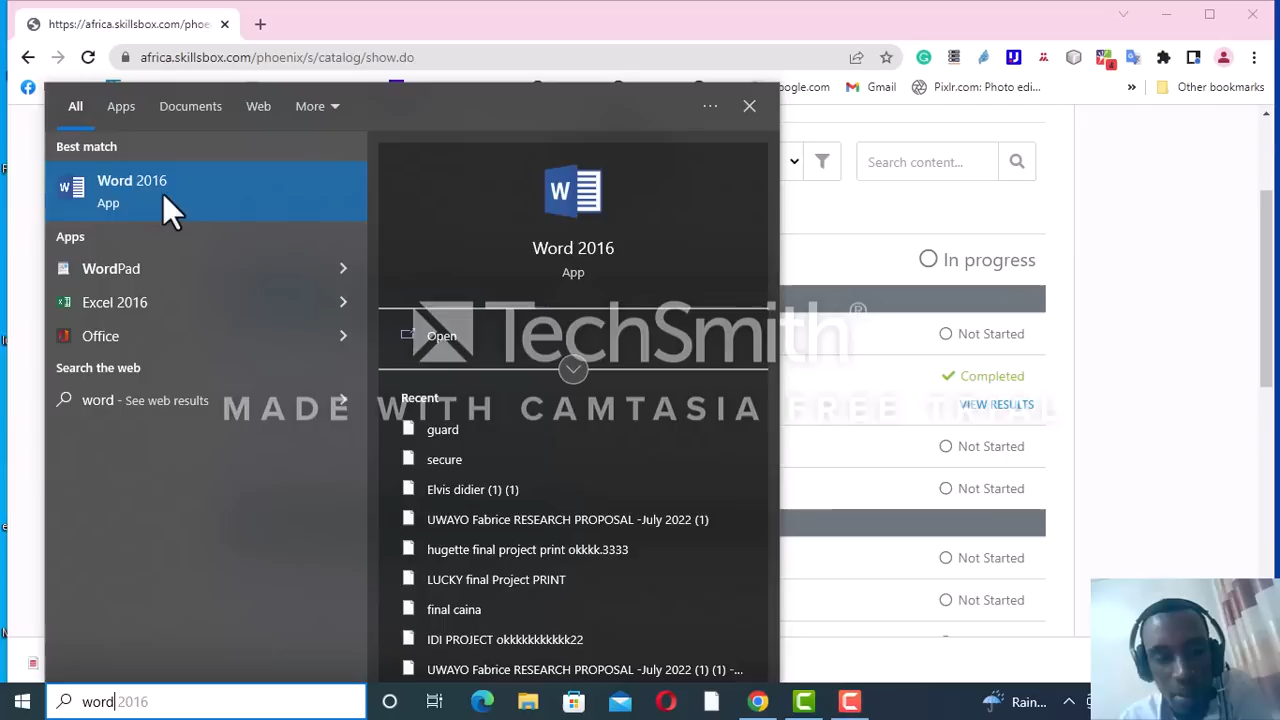 https://africa.skillsbox.com/phoe
africa.skillsbox.com/phoenix/s/catalog/show.do
4
ogle.com
Gmail
Pixlr.com: Photo edi...
»
Other bookmarks
All
Apps
Documents
Web
More
Best match
Word 2016
App
Apps
WordPad
Excel 2016
Office
Search the web
word - See web results
W
Word 2016
App
Open
Recent
guard
secure
Elvis didier (1) (1)
UWAYO Fabrice RESEARCH PROPOSAL -July 2022 (1)
hugette final project print okkkk.3333
LUCKY final Project PRINT
final caina
IDI PROJECT okkkkkkkkkk22
UWAYO Fabrice RESEARCH PROPOSAL -July 2022 (1) (1) -...
Search content...
In progress
Not Started
Completed
VIEW RESULTS
Not Started
Not Started
Not Started
Not Started
TechSmith®
MADE WITH CAMTASIA FREE TRIAL
word 2016
Rain...